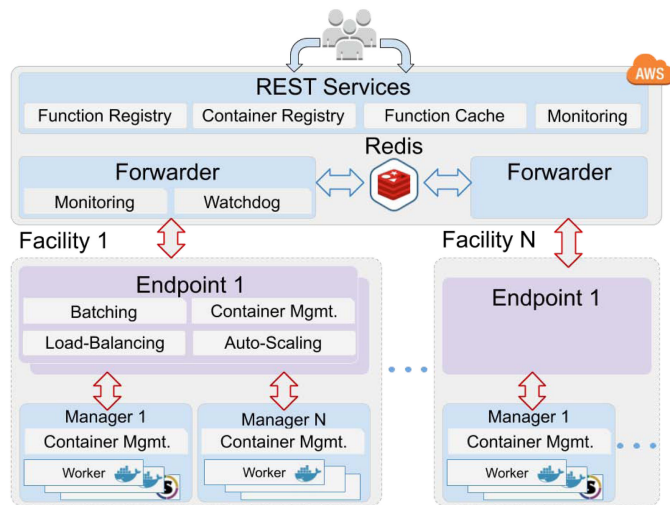 AWS
REST Services
Function Registry
Container Registry
Function Cache
Monitoring
Redis
Forwarder
Monitoring
Watchdog
Forwarder
Facility 1
Facility N
Endpoint 1
Batching
Container Mgmt.
Load-Balancing
Auto-Scaling
Endpoint 1
Manager 1
Container Mgmt.
Worker
S
Manager N
Container Mgmt.
Worker
Manager 1
Container Mgmt.
Worker
S